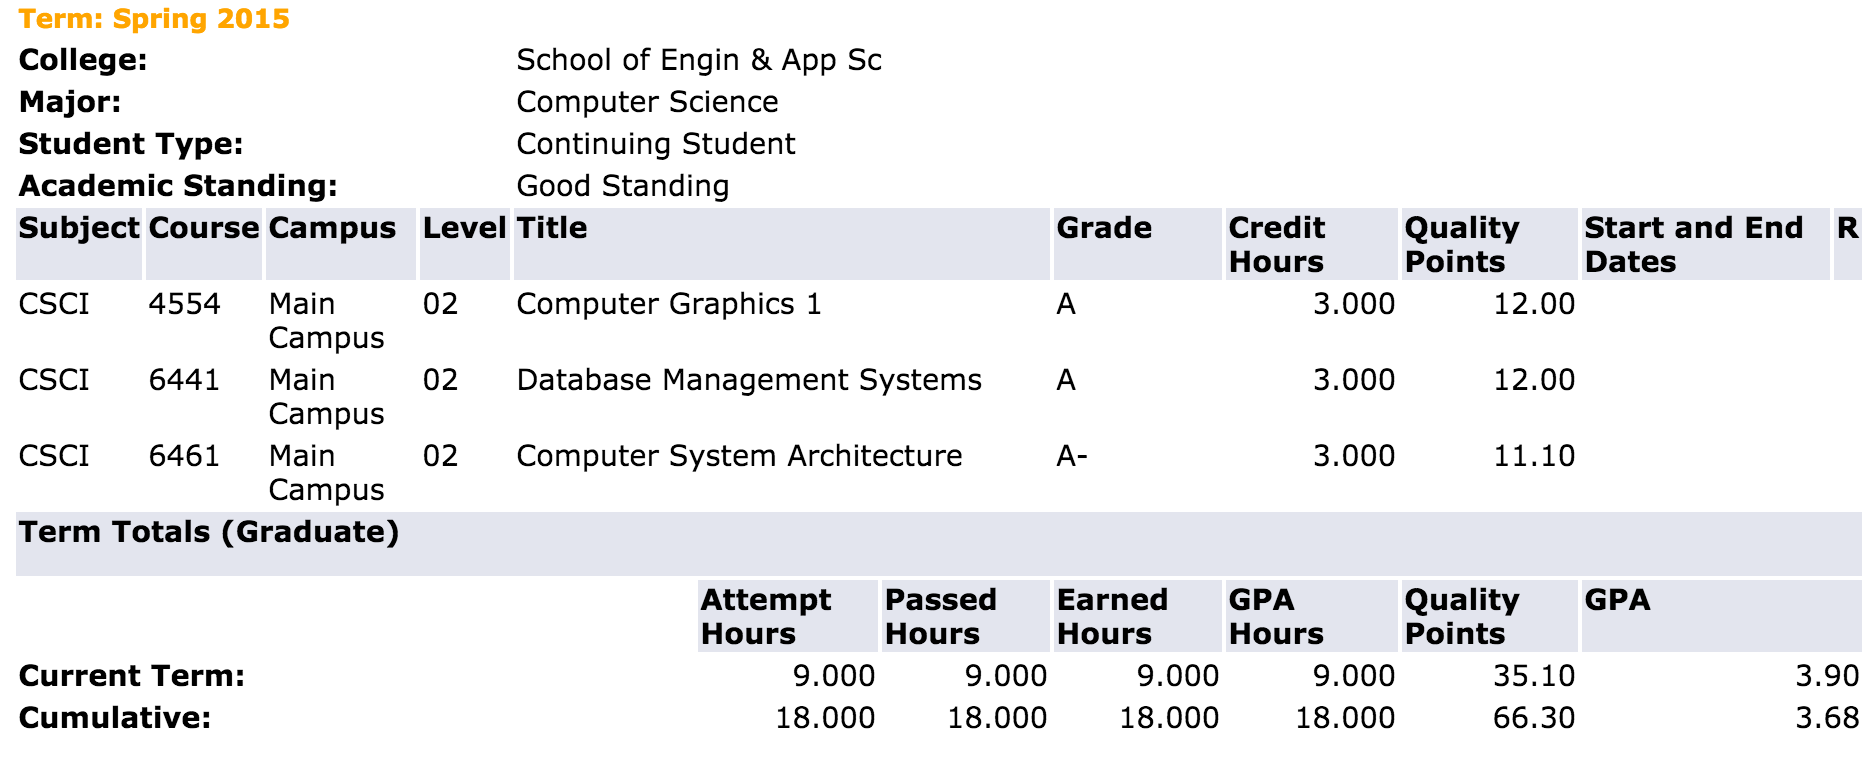 Term: Spring 2015
College: School of Engin & App Sc
Major: Computer Science
Student Type: Continuing Student
Academic Standing: Good Standing
Subject Course Campus Level Title Grade Credit Hours Quality Points Start and End Dates R
CSCI 4554 Main Campus 02 Computer Graphics 1 A 3.000 12.00
CSCI 6441 Main Campus 02 Database Management Systems A 3.000 12.00
CSCI 6461 Main Campus 02 Computer System Architecture A- 3.000 11.10
Term Totals (Graduate)
Attempt Hours Passed Hours Earned Hours GPA Hours Quality Points GPA
Current Term: 9.000 9.000 9.000 9.000 35.10 3.90
Cumulative: 18.000 18.000 18.000 18.000 66.30 3.68